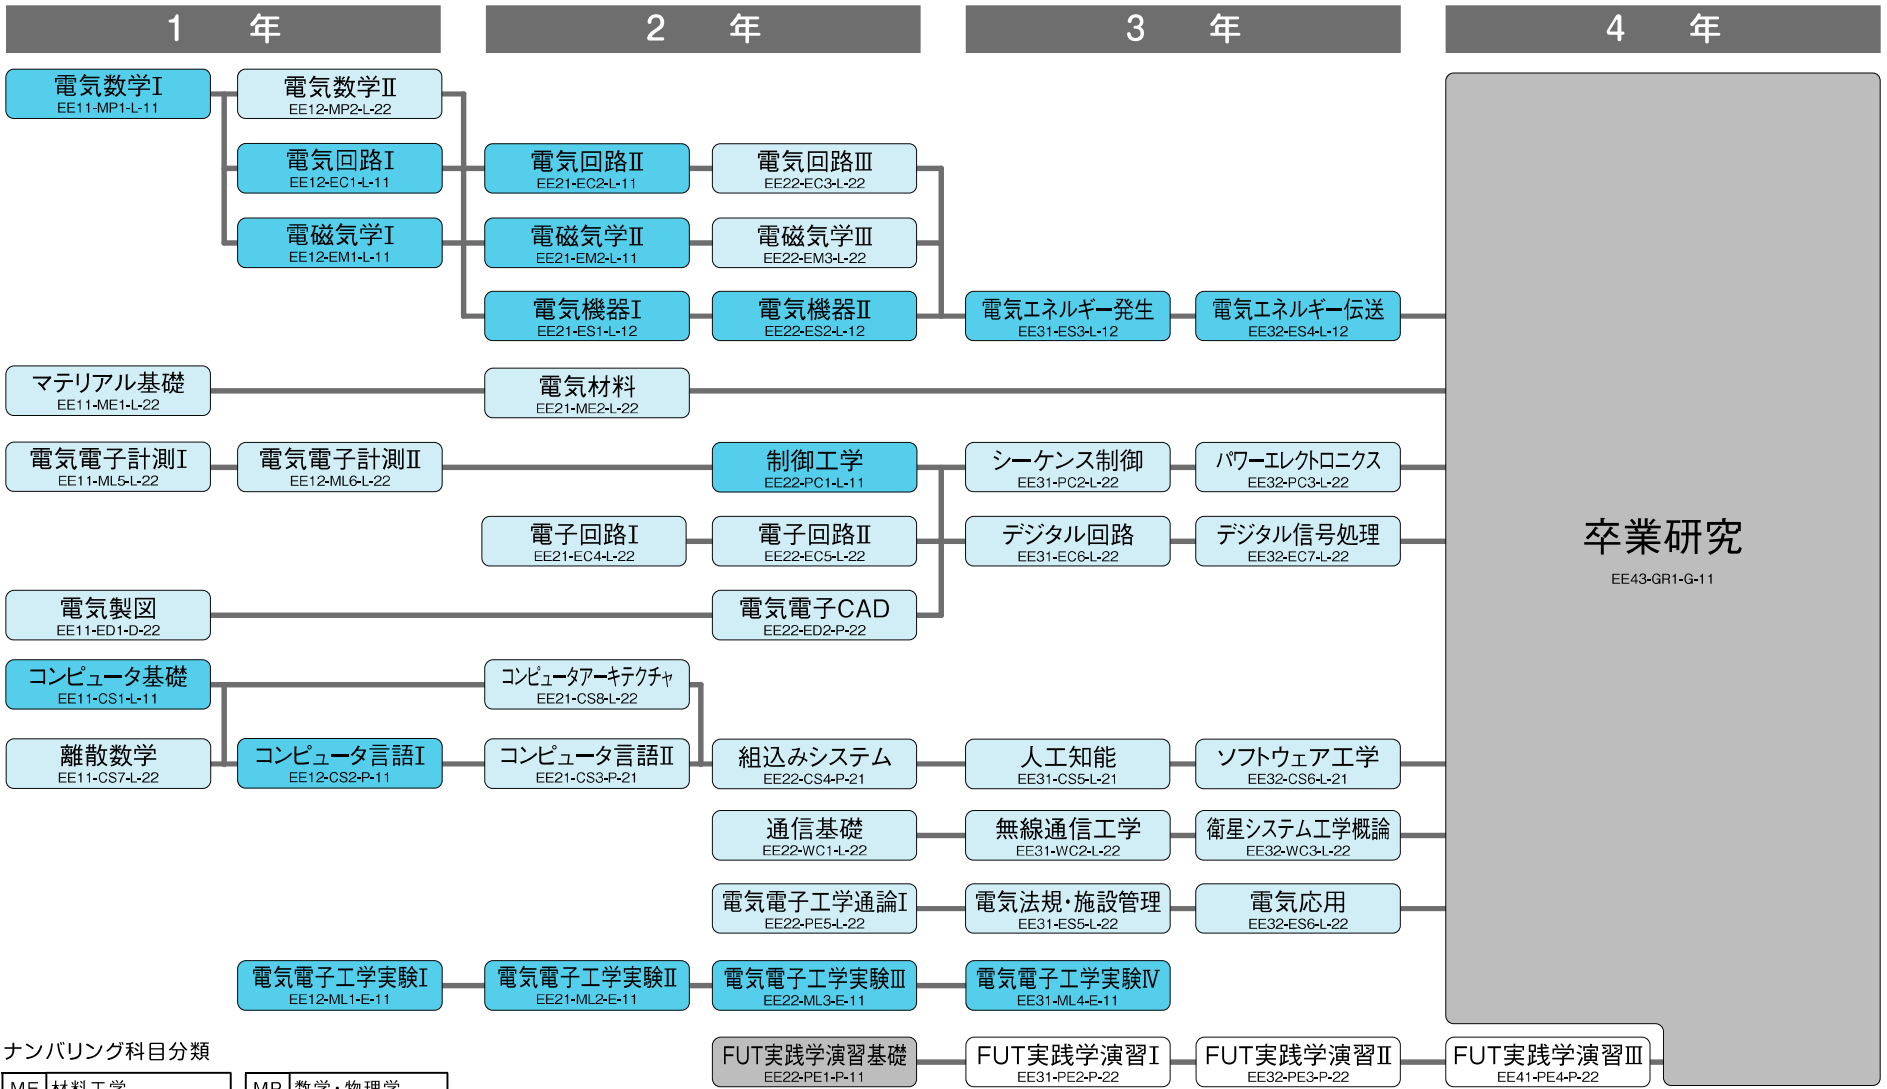 1 年
2 年
3 年
4 年
電気数学Ⅰ
EE11-MP1-L-11
電気数学Ⅱ
EE12-MP2-L-22
電気回路Ⅰ
EE12-EC1-L-11
電気回路Ⅱ
EE21-EC2-L-11
電気回路Ⅲ
EE22-EC3-L-22
電磁気学Ⅰ
EE12-EM1-L-11
電磁気学Ⅱ
EE21-EM2-L-11
電磁気学Ⅲ
EE22-EM3-L-22
電気機器Ⅰ
EE21-ES1-L-12
電気機器Ⅱ
EE22-ES2-L-12
電気エネルギー発生
EE31-ES3-L-12
電気エネルギー伝送
EE32-ES4-L-12
マテリアル基礎
EE11-ME1-L-22
電気材料
EE21-ME2-L-22
電気電子計測Ⅰ
EE11-ML5-L-22
電気電子計測Ⅱ
EE12-ML6-L-22
制御工学
EE22-PC1-L-11
シーケンス制御
EE31-PC2-L-22
パワーエレクトロニクス
EE32-PC3-L-22
電子回路Ⅰ
EE21-EC4-L-22
電子回路Ⅱ
EE22-EC5-L-22
デジタル回路
EE31-EC6-L-22
デジタル信号処理
EE32-EC7-L-22
卒業研究
EE43-GR1-G-11
電気製図
EE11-ED1-D-22
電気電子CAD
EE22-ED2-P-22
コンピュータ基礎
EE11-CS1-L-11
コンピュータアーキテクチャ
EE21-CS8-L-22
離散数学
EE11-CS7-L-22
コンピュータ言語Ⅰ
EE12-CS2-P-11
コンピュータ言語Ⅱ
EE21-CS3-P-21
組込みシステム
EE22-CS4-P-21
人工知能
EE31-CS5-L-21
ソフトウェア工学
EE32-CS6-L-21
通信基礎
EE22-WC1-L-22
無線通信工学
EE31-WC2-L-22
衛星システム工学概論
EE32-WC3-L-22
電気電子工学通論Ⅰ
EE22-PE5-L-22
電気法規・施設管理
EE31-ES5-L-22
電気応用
EE32-ES6-L-22
電気電子工学実験Ⅰ
EE12-ML1-E-11
電気電子工学実験Ⅱ
EE21-ML2-E-11
電気電子工学実験Ⅲ
EE22-ML3-E-11
電気電子工学実験Ⅳ
EE31-ML4-E-11
FUT実践学演習基礎
EE22-PE1-P-11
FUT実践学演習Ⅰ
EE31-PE2-P-22
FUT実践学演習Ⅱ
EE32-PE3-P-22
FUT実践学演習Ⅲ
EE41-PE4-P-22
ナンバリング科目分類
ME 材料工学
MP 数学・物理学